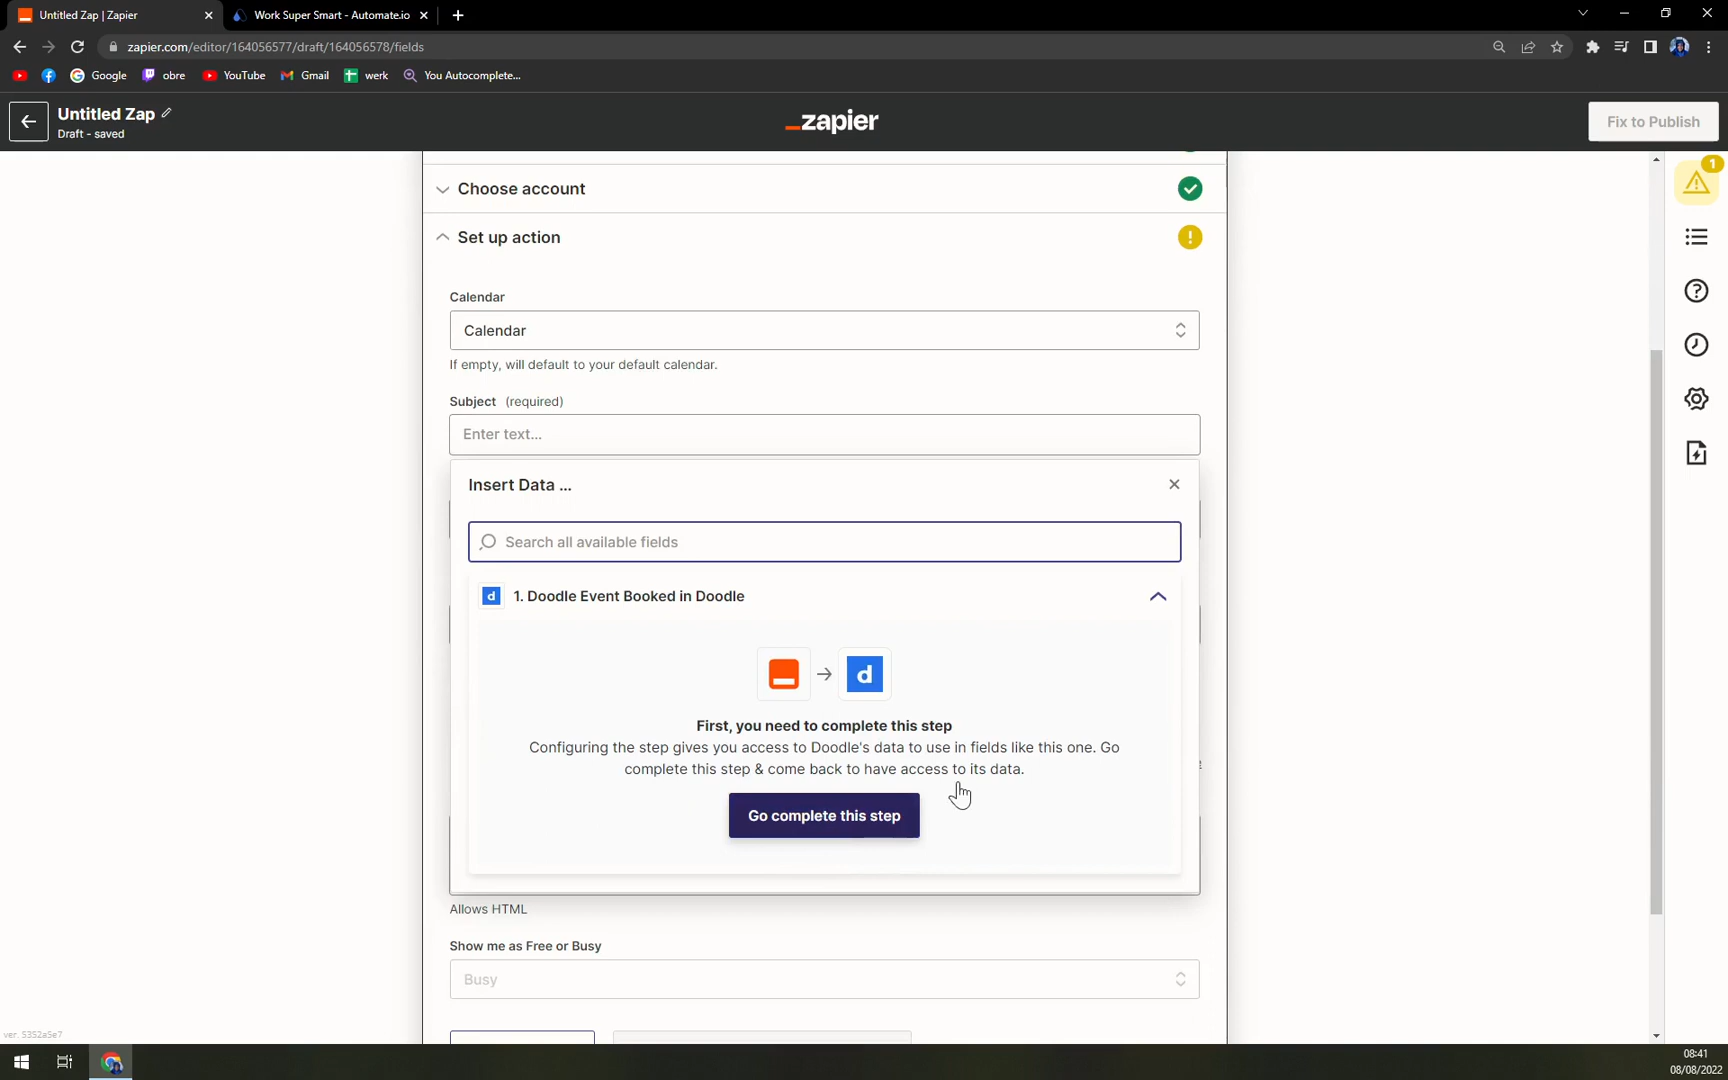 Untitled Zap | Zapier
Work Super Smart - Automate.io
zapier.com/editor/164056577/draft/164056578/fields
Google
obre
YouTube
Gmail
werk
You Autocomplete...
Untitled Zap
Draft - saved
_zapier
Fix to Publish
1
Choose account
Set up action
Calendar
Calendar
If empty, will default to your default calendar.
Subject (required)
Enter text...
Insert Data ...
Search all available fields
d 1. Doodle Event Booked in Doodle
d
First, you need to complete this step
Configuring the step gives you access to Doodle's data to use in fields like this one. Go
complete this step & come back to have access to its data.
Go complete this step
Allows HTML
Show me as Free or Busy
Busy
ver. 5352a5e7
08:41
08/08/2022